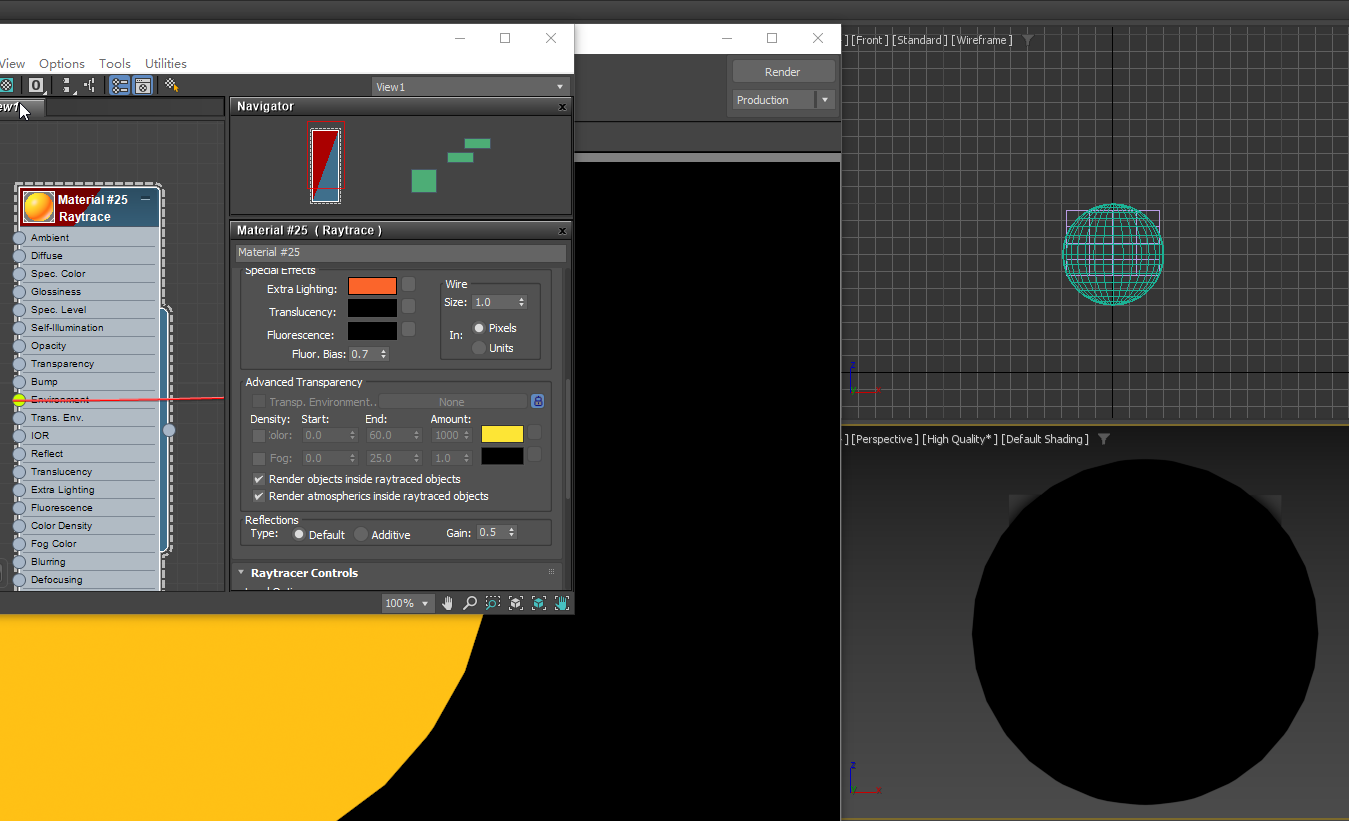 View Options Tools Utilities
0
View1
ew1
Navigator
Material #25
Raytrace
Ambient
Diffuse
Spec. Color
Glossiness
Spec. Level
Self-Illumination
Opacity
Transparency
Bump
Environment
Trans. Env.
IOR
Reflect
Translucency
Extra Lighting
Fluorescence
Color Density
Fog Color
Blurring
Defocusing
Material #25 ( Raytrace )
Material #25
Special Effects
Extra Lighting:
Translucency:
Fluorescence:
Fluor. Bias: 0.7
Wire
Size: 1.0
In: Pixels
Units
Advanced Transparency
Transp. Environment.. None
Density: Start: End: Amount:
Color: 0.0 60.0 1000
Fog: 0.0 25.0 1.0
Render objects inside raytraced objects
Render atmospherics inside raytraced objects
Reflections
Type: Default Additive Gain: 0.5
Raytracer Controls
100%
Render
Production
] [Front ] [Standard ] [Wireframe ]
z
] [Perspective ] [High Quality* ] [Default Shading ]
z
x